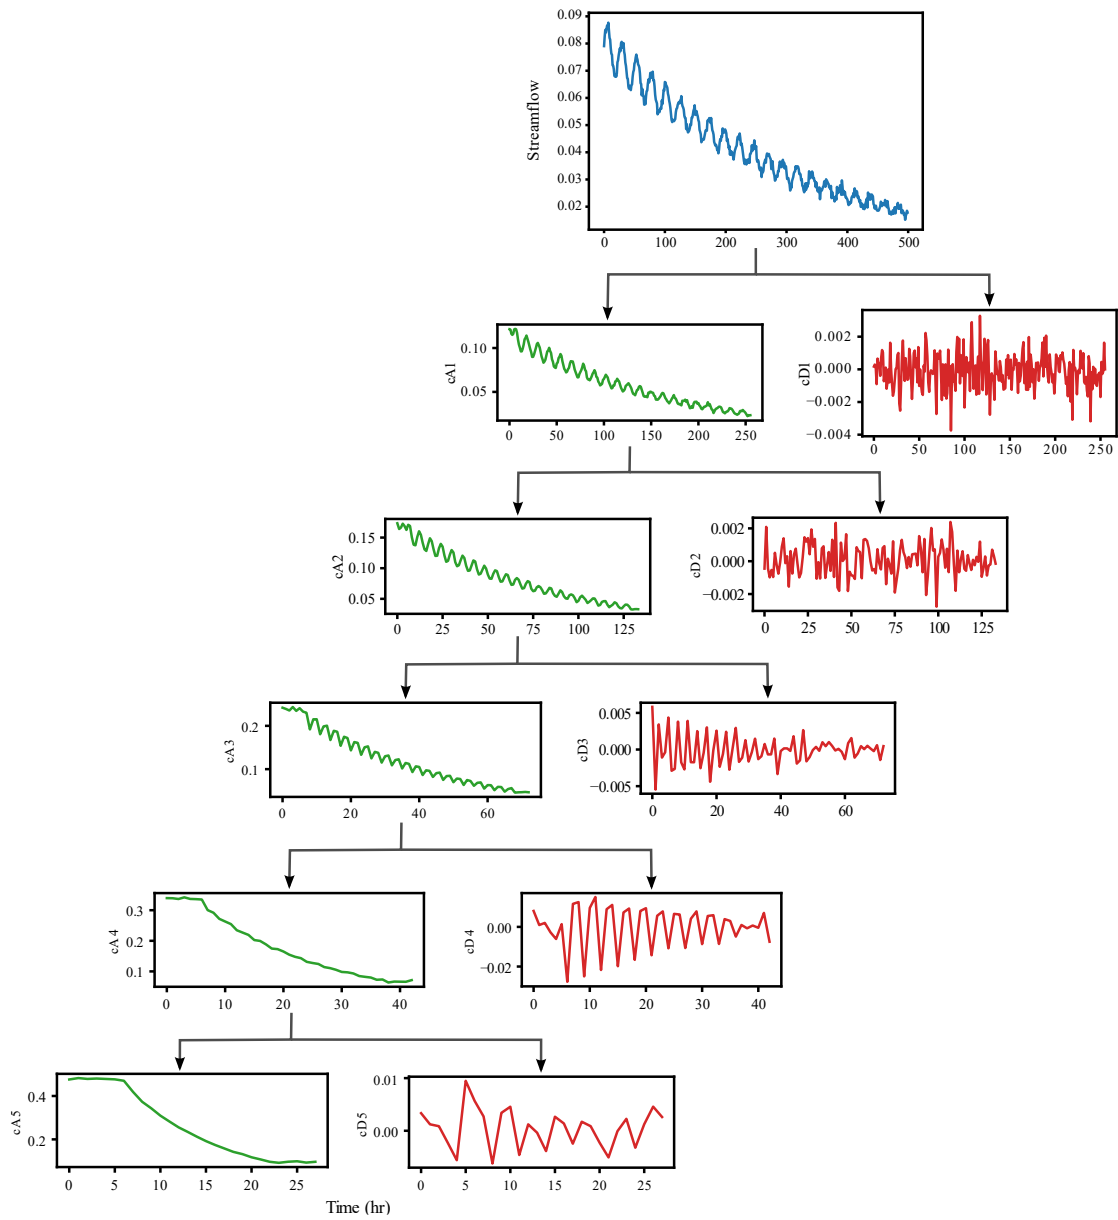 0.09
0.08
0.07
0.06
0.05
0.04
0.03
0.02
Streamflow
0 100 200 300 400 500
0.10
0.05
cA1
0 50 100 150 200 250
0.002
0.000
−0.002
−0.004
cD1
0 50 100 150 200 250
0.15
0.10
0.05
cA2
0 25 50 75 100 125
0.002
0.000
−0.002
cD2
0 25 50 75 100 125
0.2
0.1
cA3
0 20 40 60
0.005
0.000
−0.005
cD3
0 20 40 60
0.3
0.2
0.1
cA4
0 10 20 30 40
0.00
−0.02
cD4
0 10 20 30 40
0.4
0.2
cA5
0 5 10 15 20 25
0.01
0.00
cD5
0 5 10 15 20 25
Time (hr)